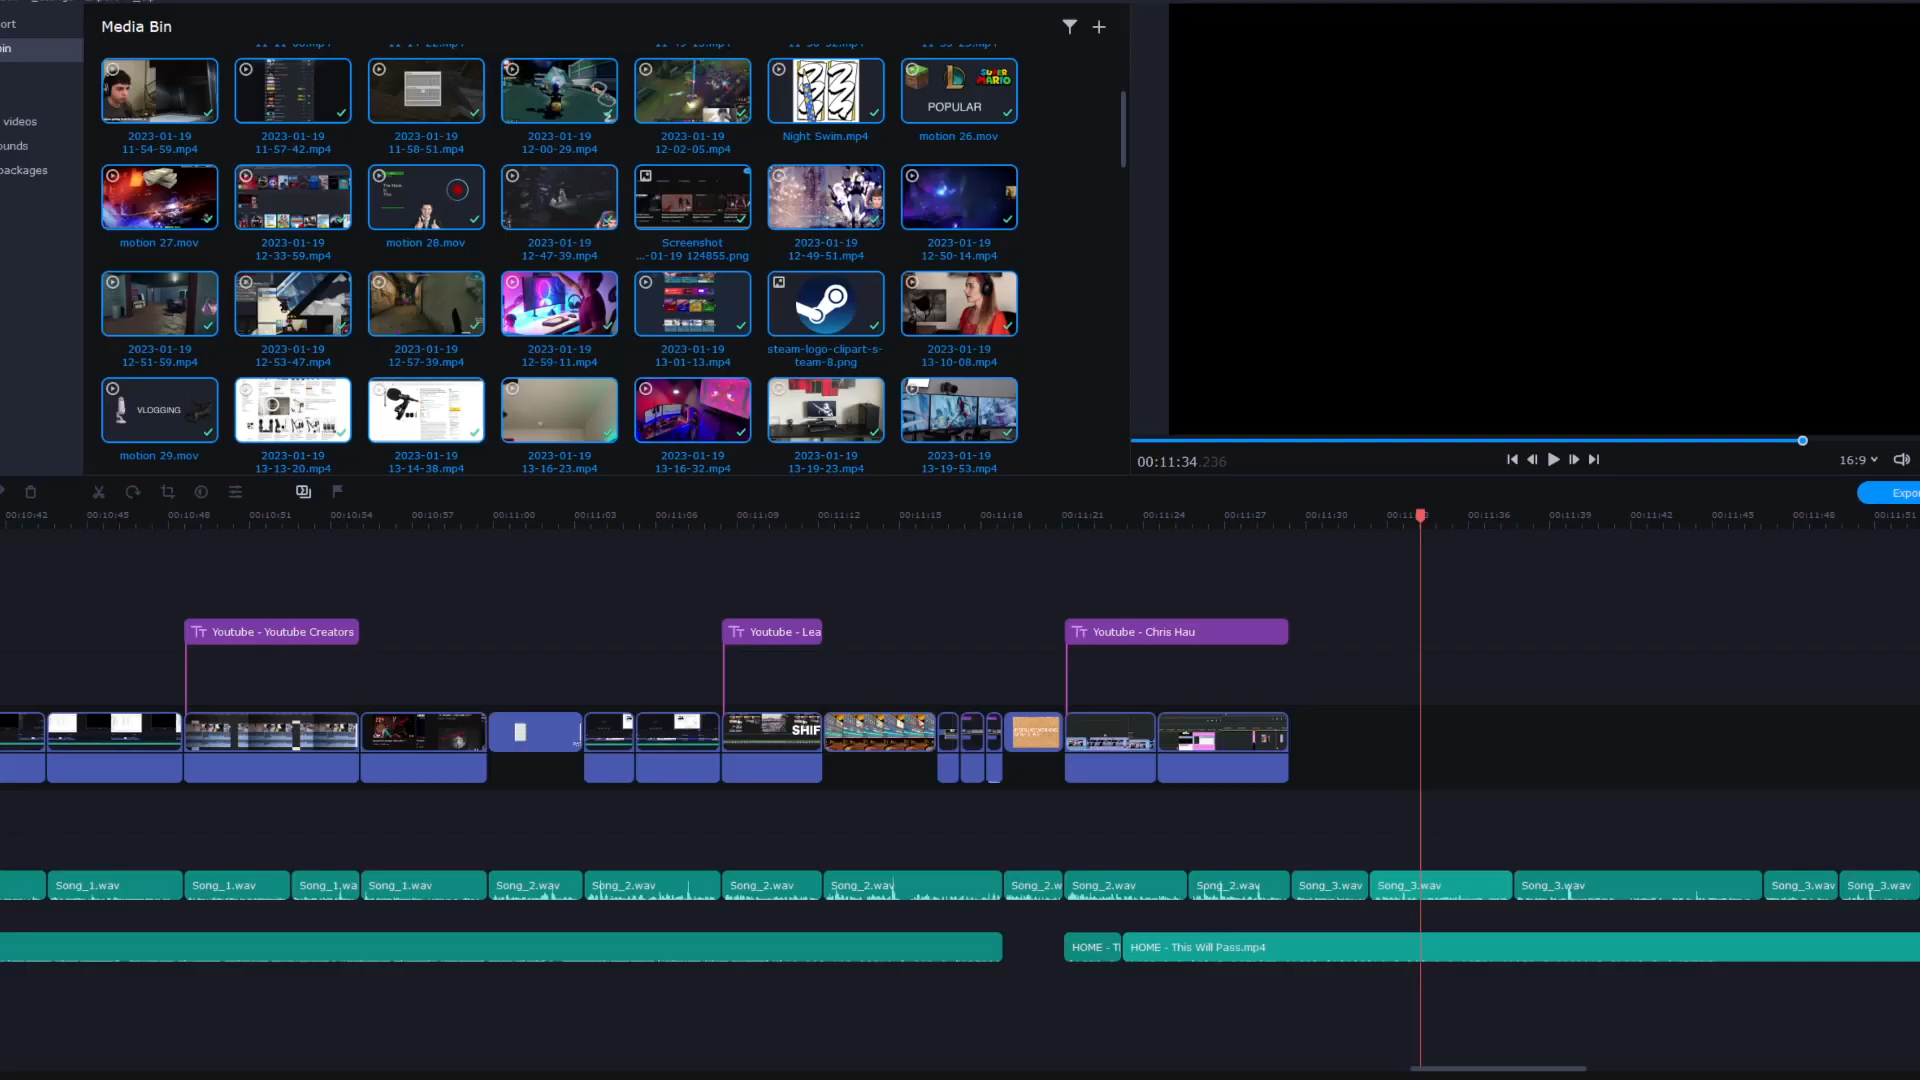 ort
Media Bin
in
videos
ounds
packages
POPULAR
2023-01-19
11-54-59.mp4
2023-01-19
11-57-42.mp4
2023-01-19
11-58-51.mp4
2023-01-19
12-00-29.mp4
2023-01-19
12-02-05.mp4
Night Swim.mp4
motion 26.mov
motion 27.mov
2023-01-19
12-33-59.mp4
motion 28.mov
2023-01-19
12-47-39.mp4
Screenshot
...-01-19 124855.png
2023-01-19
12-49-51.mp4
2023-01-19
12-50-14.mp4
2023-01-19
12-51-59.mp4
2023-01-19
12-53-47.mp4
2023-01-19
12-57-39.mp4
2023-01-19
12-59-11.mp4
2023-01-19
13-01-13.mp4
steam-logo-clipart-s-
team-8.png
2023-01-19
13-10-08.mp4
VLOGGING
motion 29.mov
2023-01-19
13-13-20.mp4
2023-01-19
13-14-38.mp4
2023-01-19
13-16-23.mp4
2023-01-19
13-16-32.mp4
2023-01-19
13-19-23.mp4
2023-01-19
13-19-53.mp4
00:11:34.236
16:9
Expor
00:10:42 00:10:45 00:10:48 00:10:51 00:10:54 00:10:57 00:11:00 00:11:03 00:11:06 00:11:09 00:11:12 00:11:15 00:11:18 00:11:21 00:11:24 00:11:27 00:11:30 00:11:36 00:11:39 00:11:42 00:11:45 00:11:48 00:11:51
Youtube - Youtube Creators
Youtube - Lea
Youtube - Chris Hau
SHIF
Song_1.wav Song_1.wav Song_1.wa Song_1.wav Song_2.wav Song_2.wav Song_2.wav Song_2.wav Song_2.w Song_2.wav Song_2.wav Song_3.wav Song_3.wav Song_3.wav Song_3.wav Song_3.wav
HOME - T HOME - This Will Pass.mp4